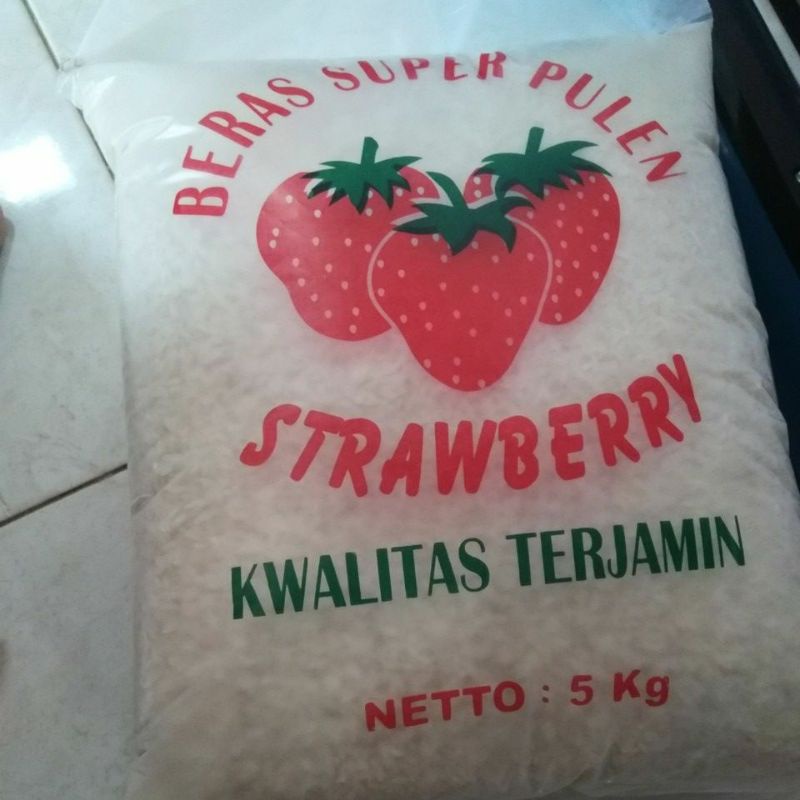 BERAS SUPER PULEN
STRAWBERRY
KWALITAS TERJAMIN
NETTO : 5 Kg